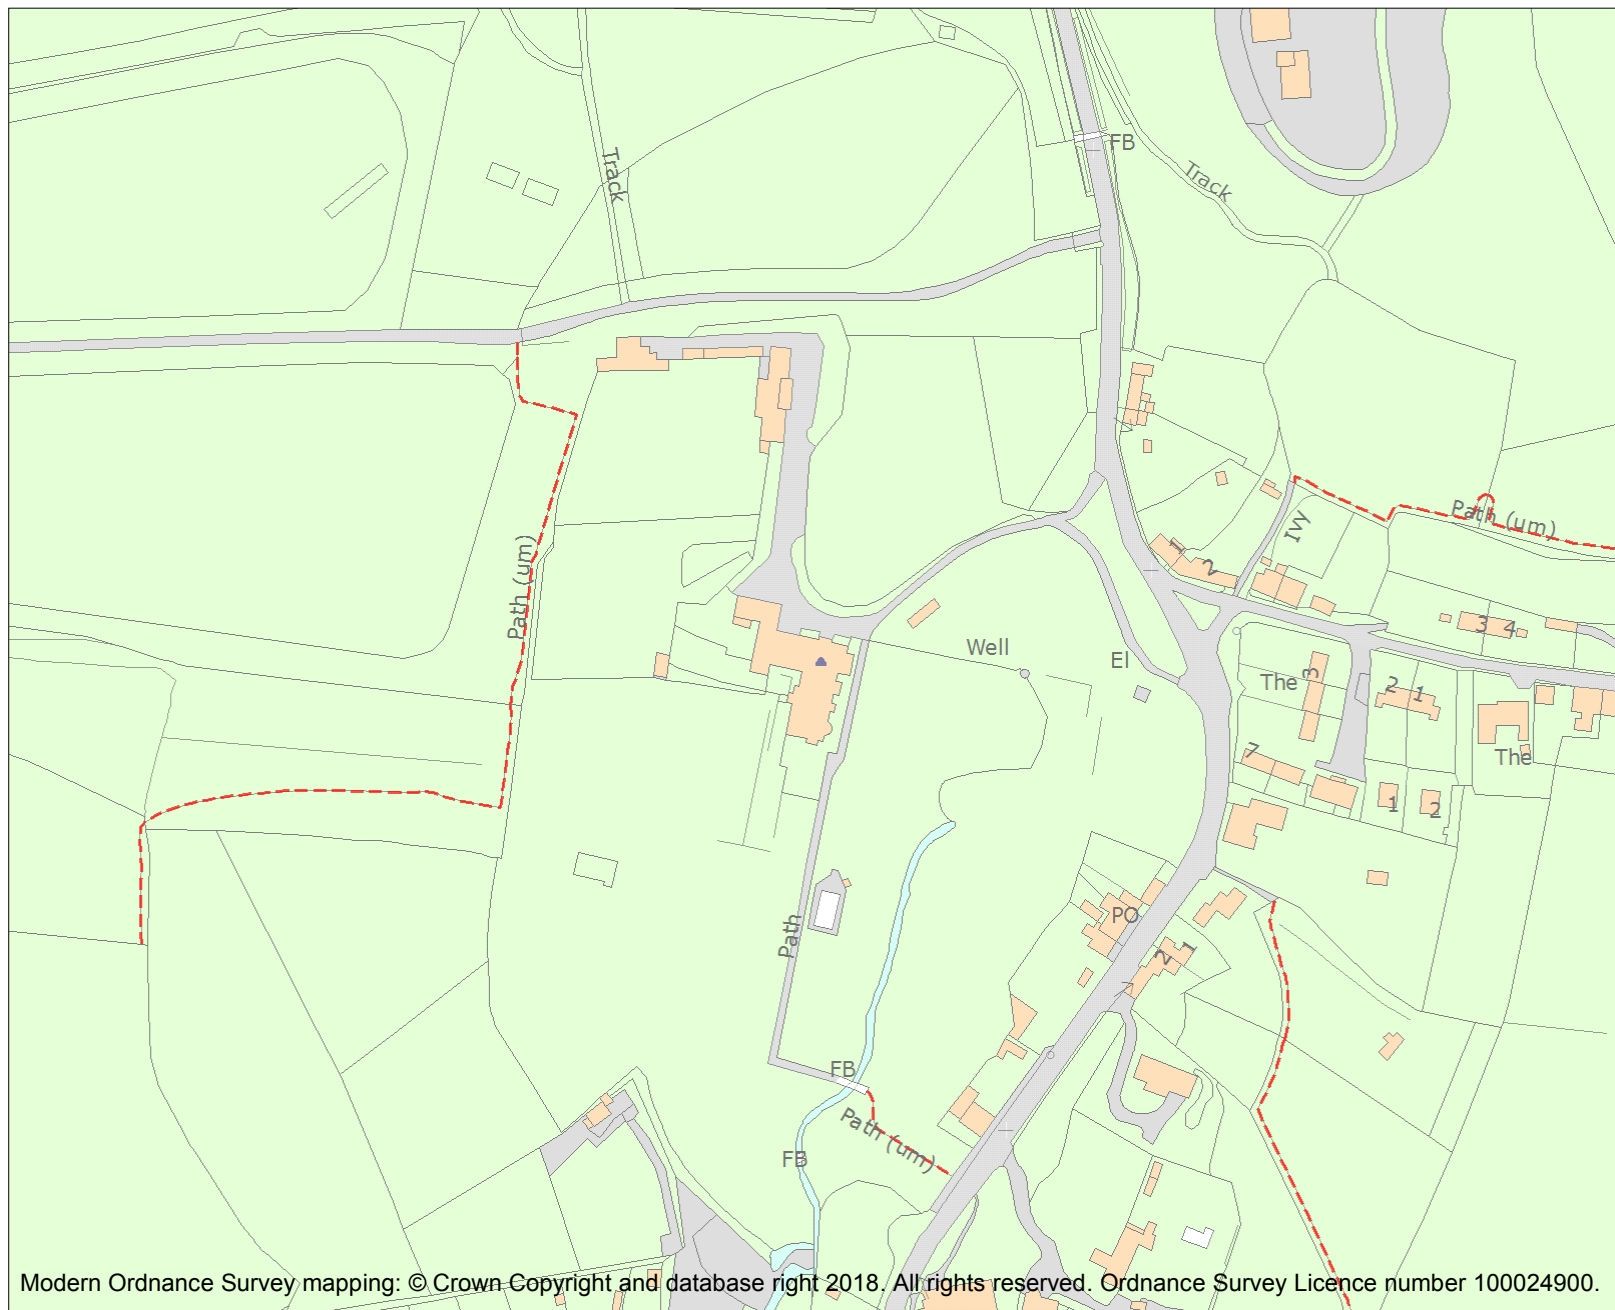 FB
Track
Track
Path (um)
Ivy
1
2
Path (um)
3 4
Well
El
The
3
2 1
7
The
1
2
PO
2 1
7
Path
FB
Path (um)
FB
Modern Ordnance Survey mapping: © Crown Copyright and database right 2018. All rights reserved. Ordnance Survey Licence number 100024900.